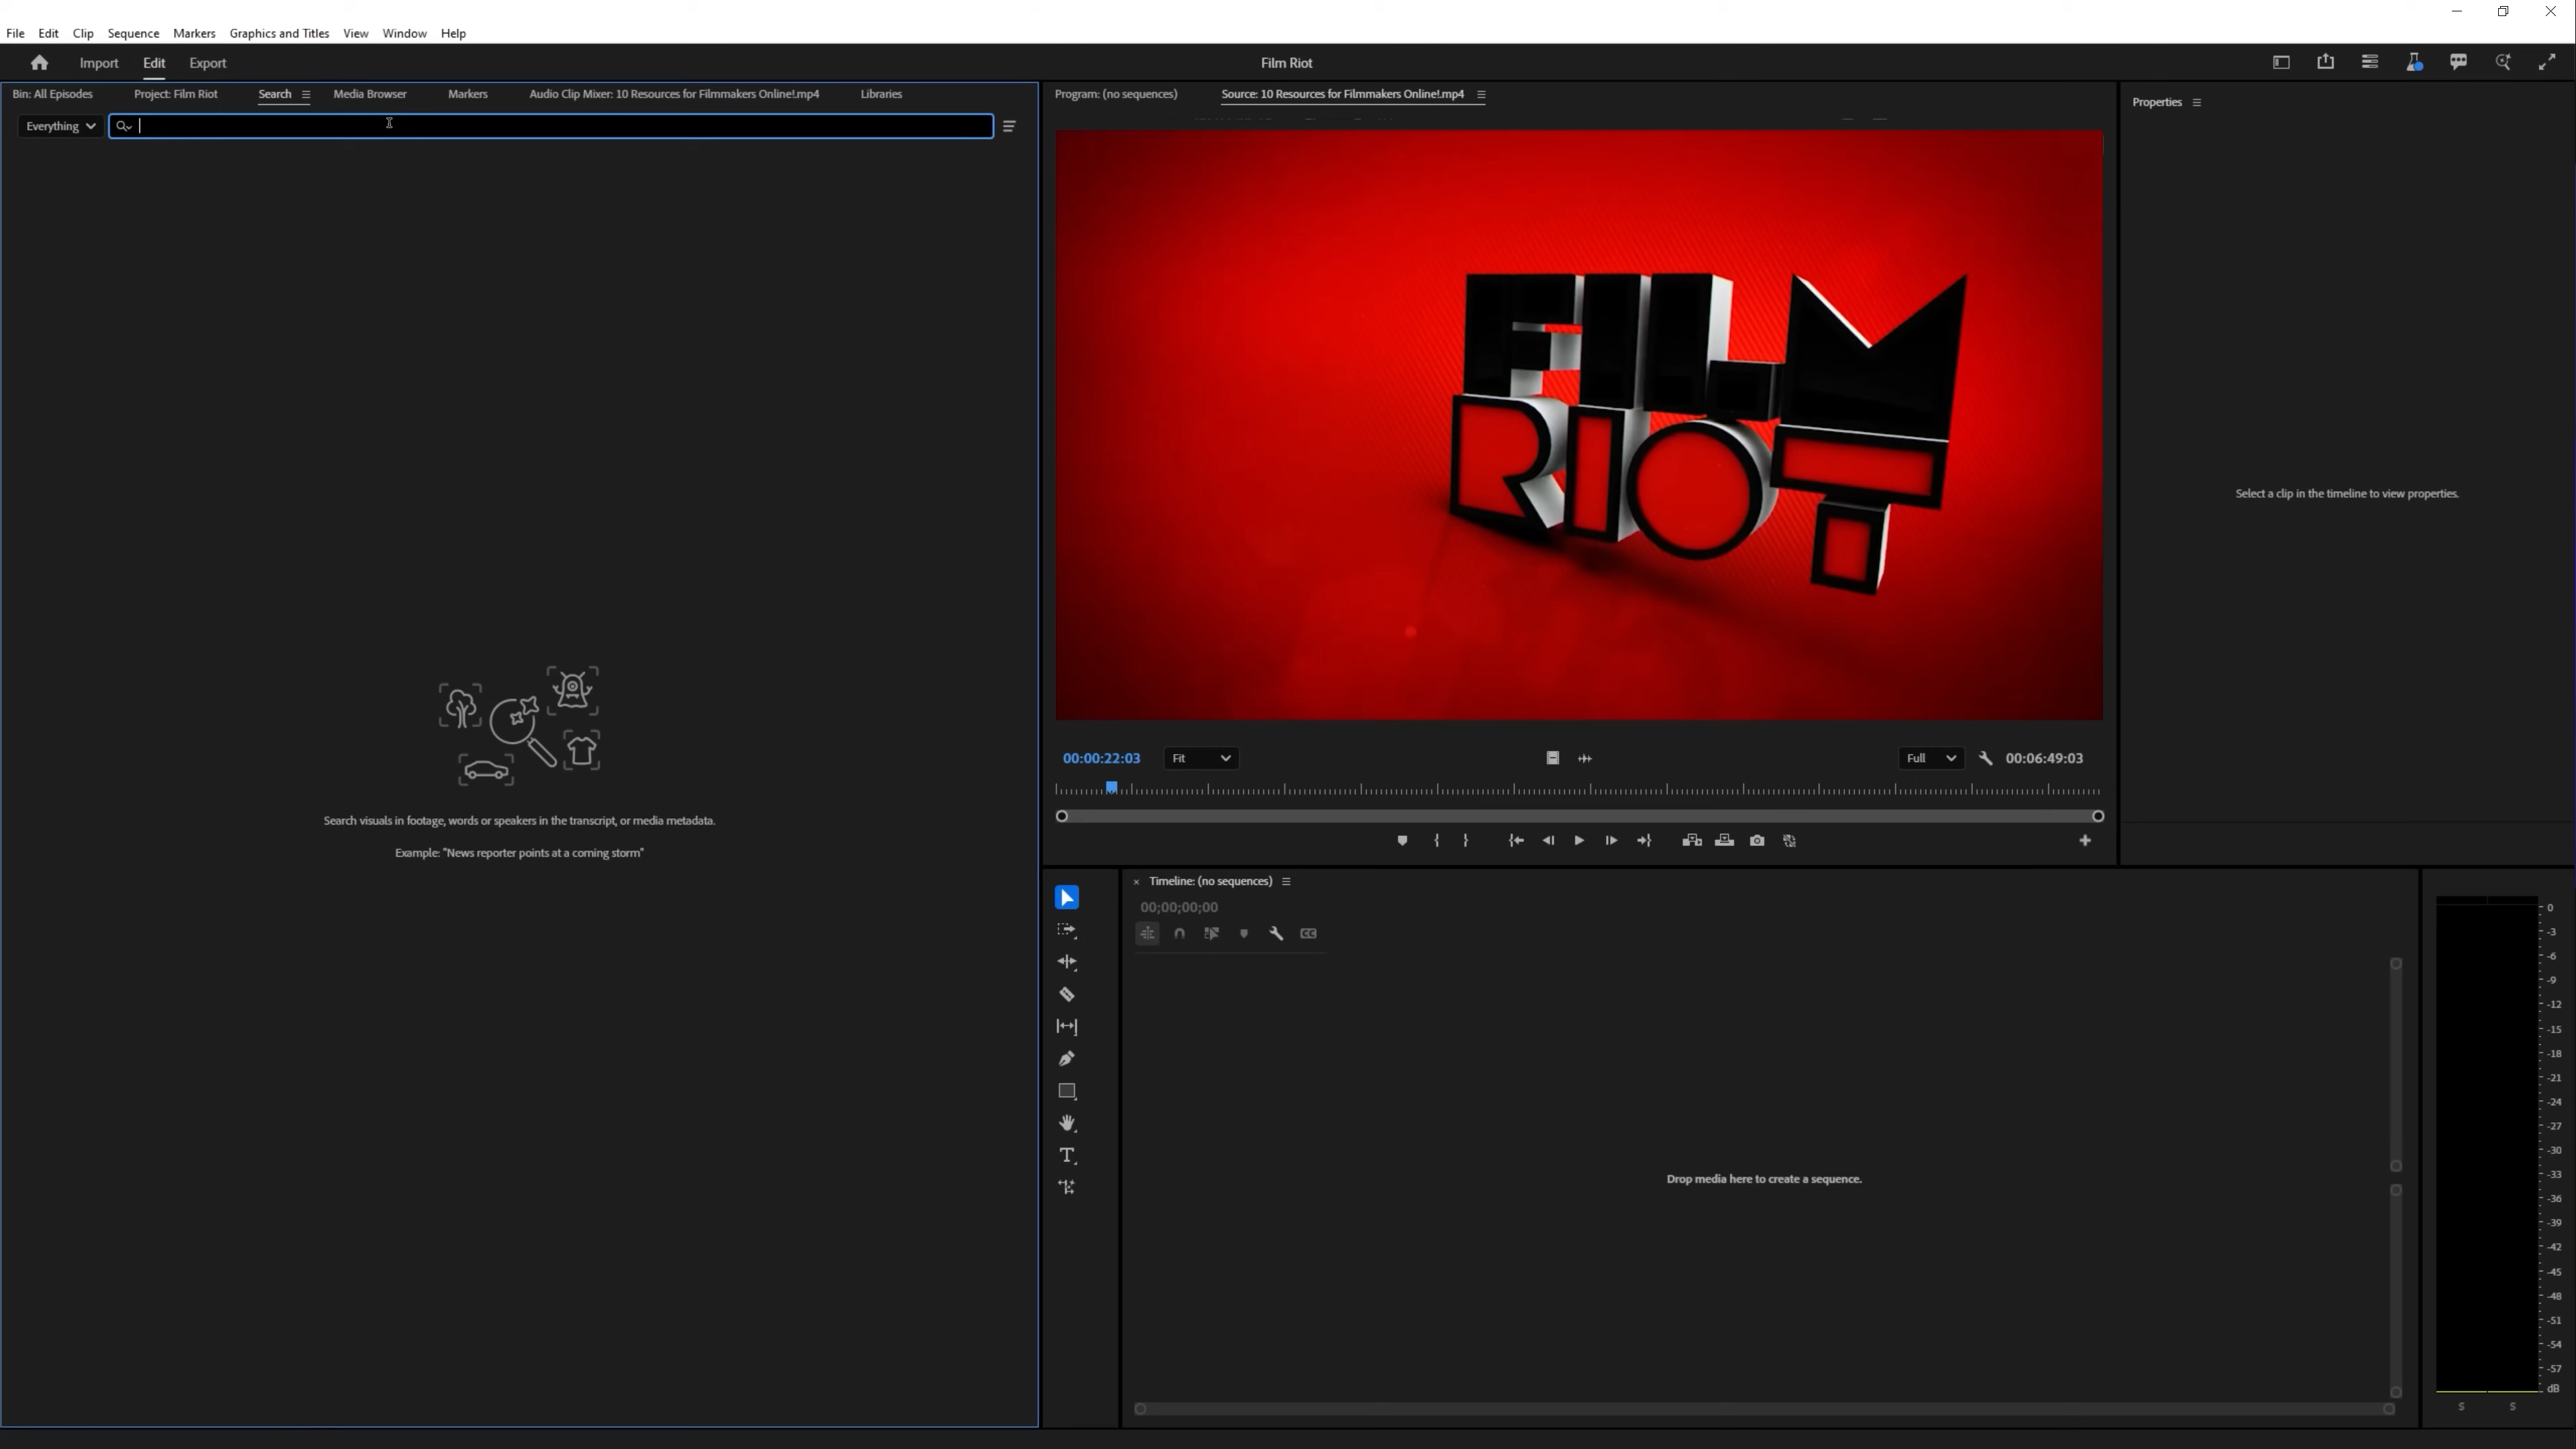 File Edit Clip Sequence Markers Graphics and Titles View Window Help
Import Edit Export
Film Riot
Bin: All Episodes Project: Film Riot Search Media Browser Markers Audio Clip Mixer: 10 Resources for Filmmakers Online!.mp4 Libraries
Everything
Search visuals in footage, words or speakers in the transcript, or media metadata.
Example: "News reporter points at a coming storm"
Program: (no sequences) Source: 10 Resources for Filmmakers Online!.mp4
FILM
RIOT
00:00:22:03 Fit Full 00:06:49:03
Properties
Select a clip in the timeline to view properties.
× Timeline: (no sequences)
00;00;00;00
CC
T
Drop media here to create a sequence.
0
-3
-6
-9
-12
-15
-18
-21
-24
-27
-30
-33
-36
-39
-42
-45
-48
-51
-54
-57
dB
S S